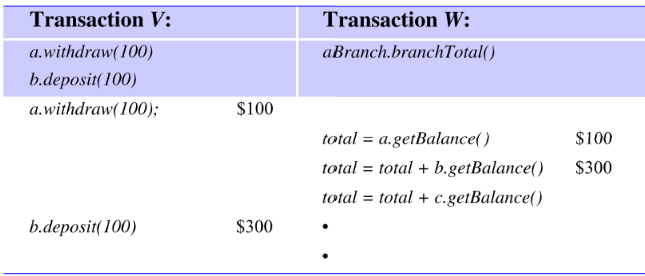 Transaction V: Transaction W:
a.withdraw(100) aBranch.branchTotal()
b.deposit(100)
a.withdraw(100); $100
total = a.getBalance() $100
total = total + b.getBalance() $300
total = total + c.getBalance()
b.deposit(100) $300 •
•